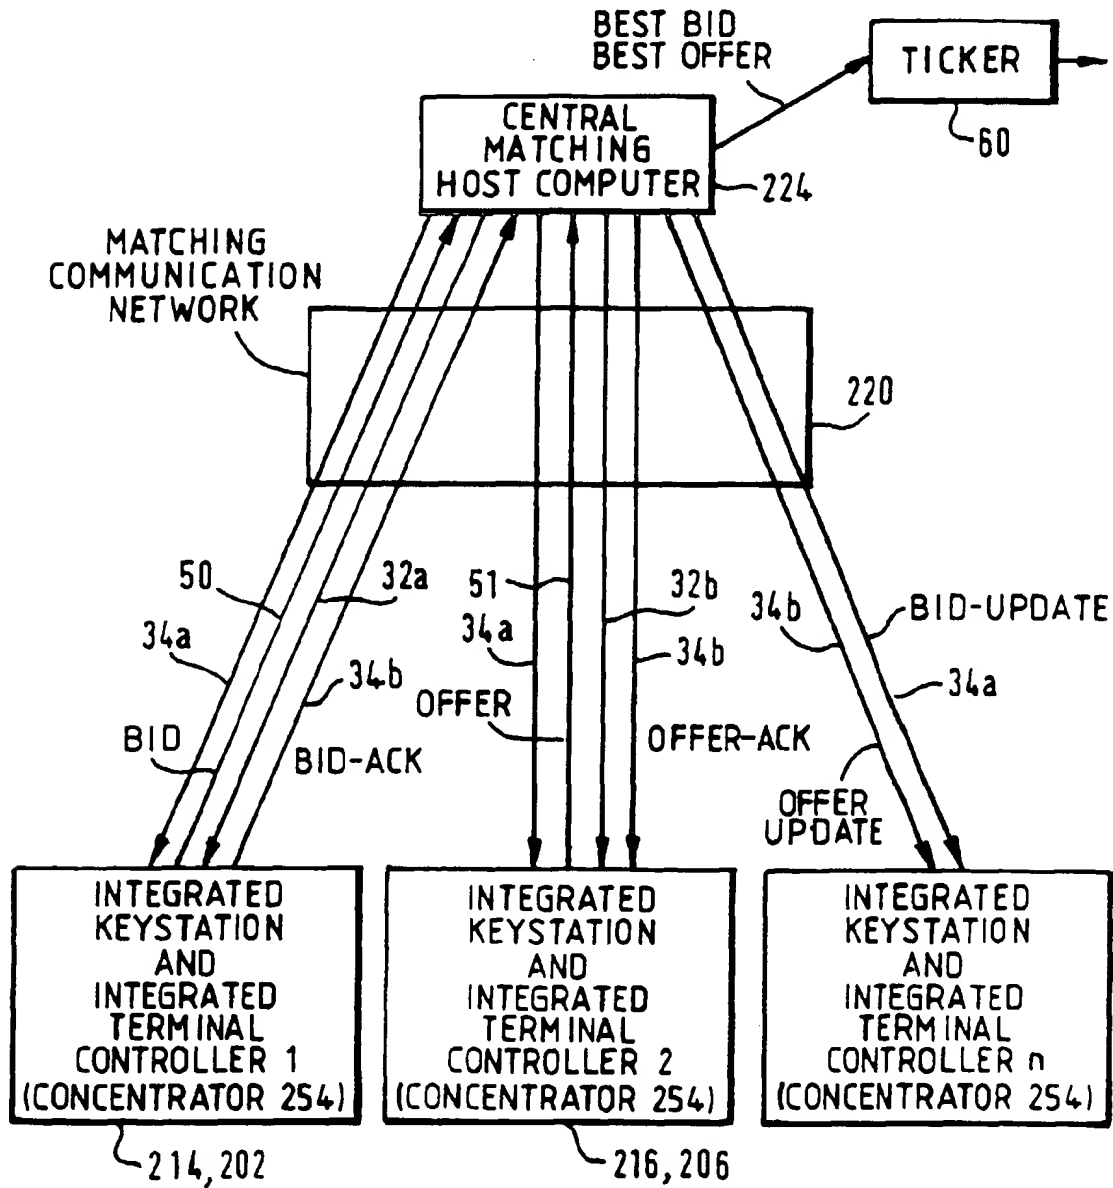 BEST BID
BEST OFFER
TICKER
60
CENTRAL
MATCHING
HOST COMPUTER
224
MATCHING
COMMUNICATION
NETWORK
220
50
32a
34a
34b
BID
BID-ACK
51
32b
34a
34b
OFFER
OFFER-ACK
34b
BID-UPDATE
34a
OFFER
UPDATE
INTEGRATED
KEYSTATION
AND
INTEGRATED
TERMINAL
CONTROLLER 1
(CONCENTRATOR 254)
214,202
INTEGRATED
KEYSTATION
AND
INTEGRATED
TERMINAL
CONTROLLER 2
(CONCENTRATOR 254)
216,206
INTEGRATED
KEYSTATION
AND
INTEGRATED
TERMINAL
CONTROLLER n
(CONCENTRATOR 254)